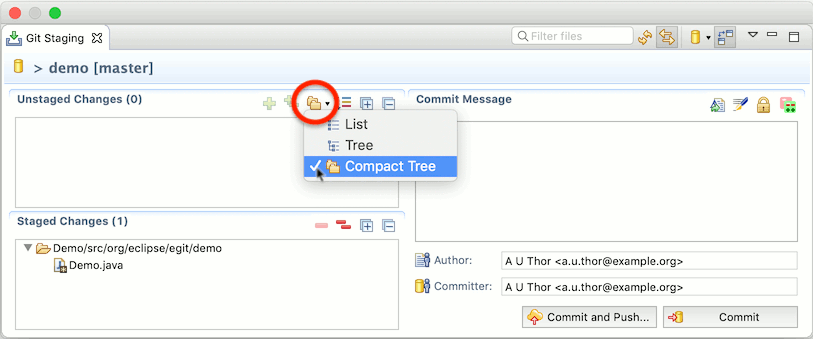 Git Staging
Filter files
> demo [master]
Unstaged Changes (0)
List
Tree
Compact Tree
Staged Changes (1)
Demo/src/org/eclipse/egit/demo
Demo.java
Commit Message
Author:
A U Thor <a.u.thor@example.org>
Committer:
A U Thor <a.u.thor@example.org>
Commit and Push...
Commit